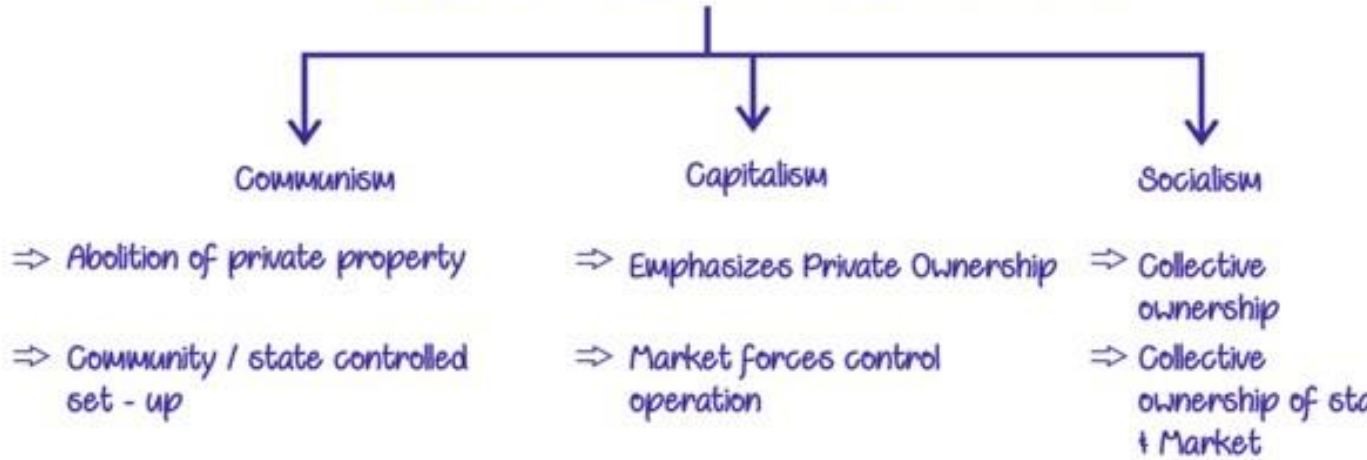 Communism
Capitalism
Socialism
⇒ Abolition of private property
⇒ Community / state controlled
set - up
⇒ Emphasizes Private Ownership
⇒ Market forces control
operation
⇒ Collective
ownership
⇒ Collective
ownership of sta
& Market